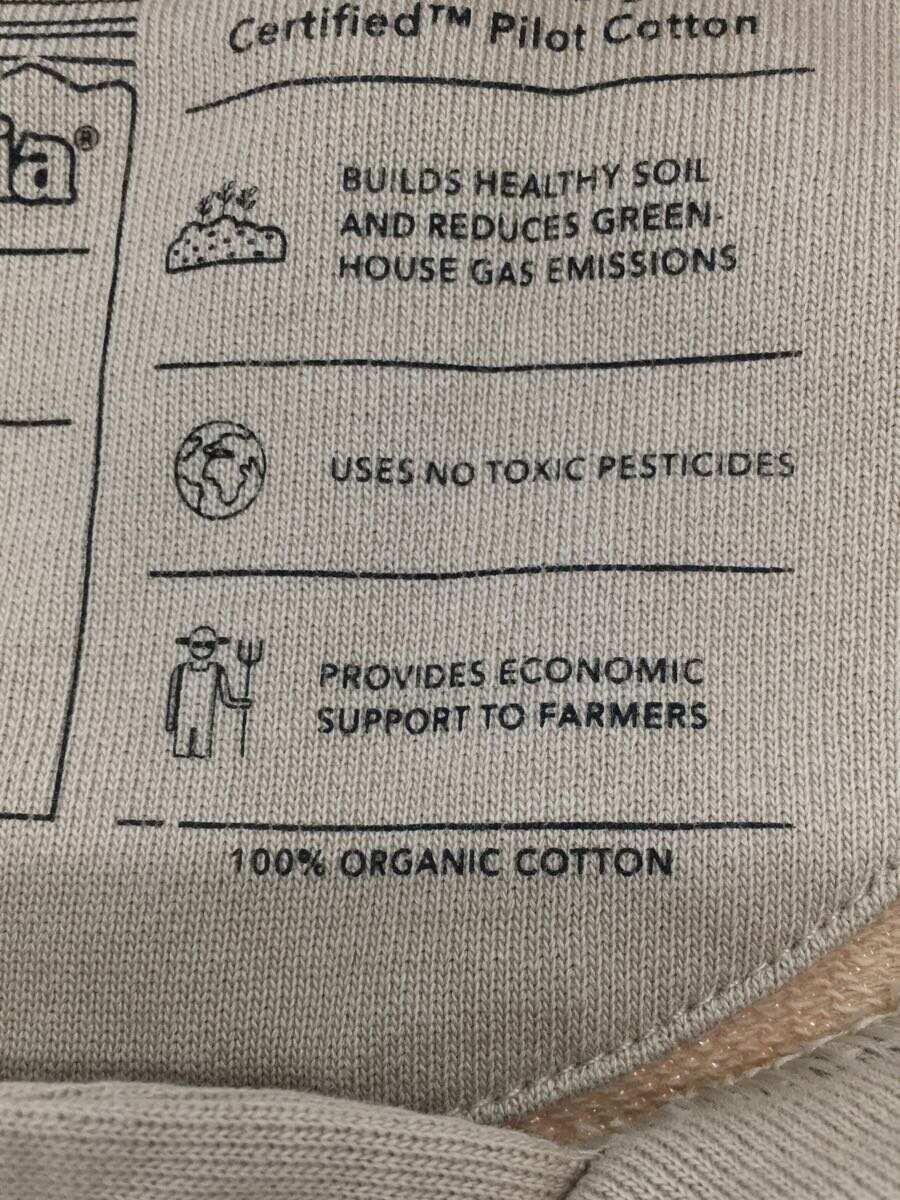 Certified™ Pilot Cotton
a®
BUILDS HEALTHY SOIL
AND REDUCES GREEN-
HOUSE GAS EMISSIONS
USES NO TOXIC PESTICIDES
PROVIDES ECONOMIC
SUPPORT TO FARMERS
100% ORGANIC COTTON